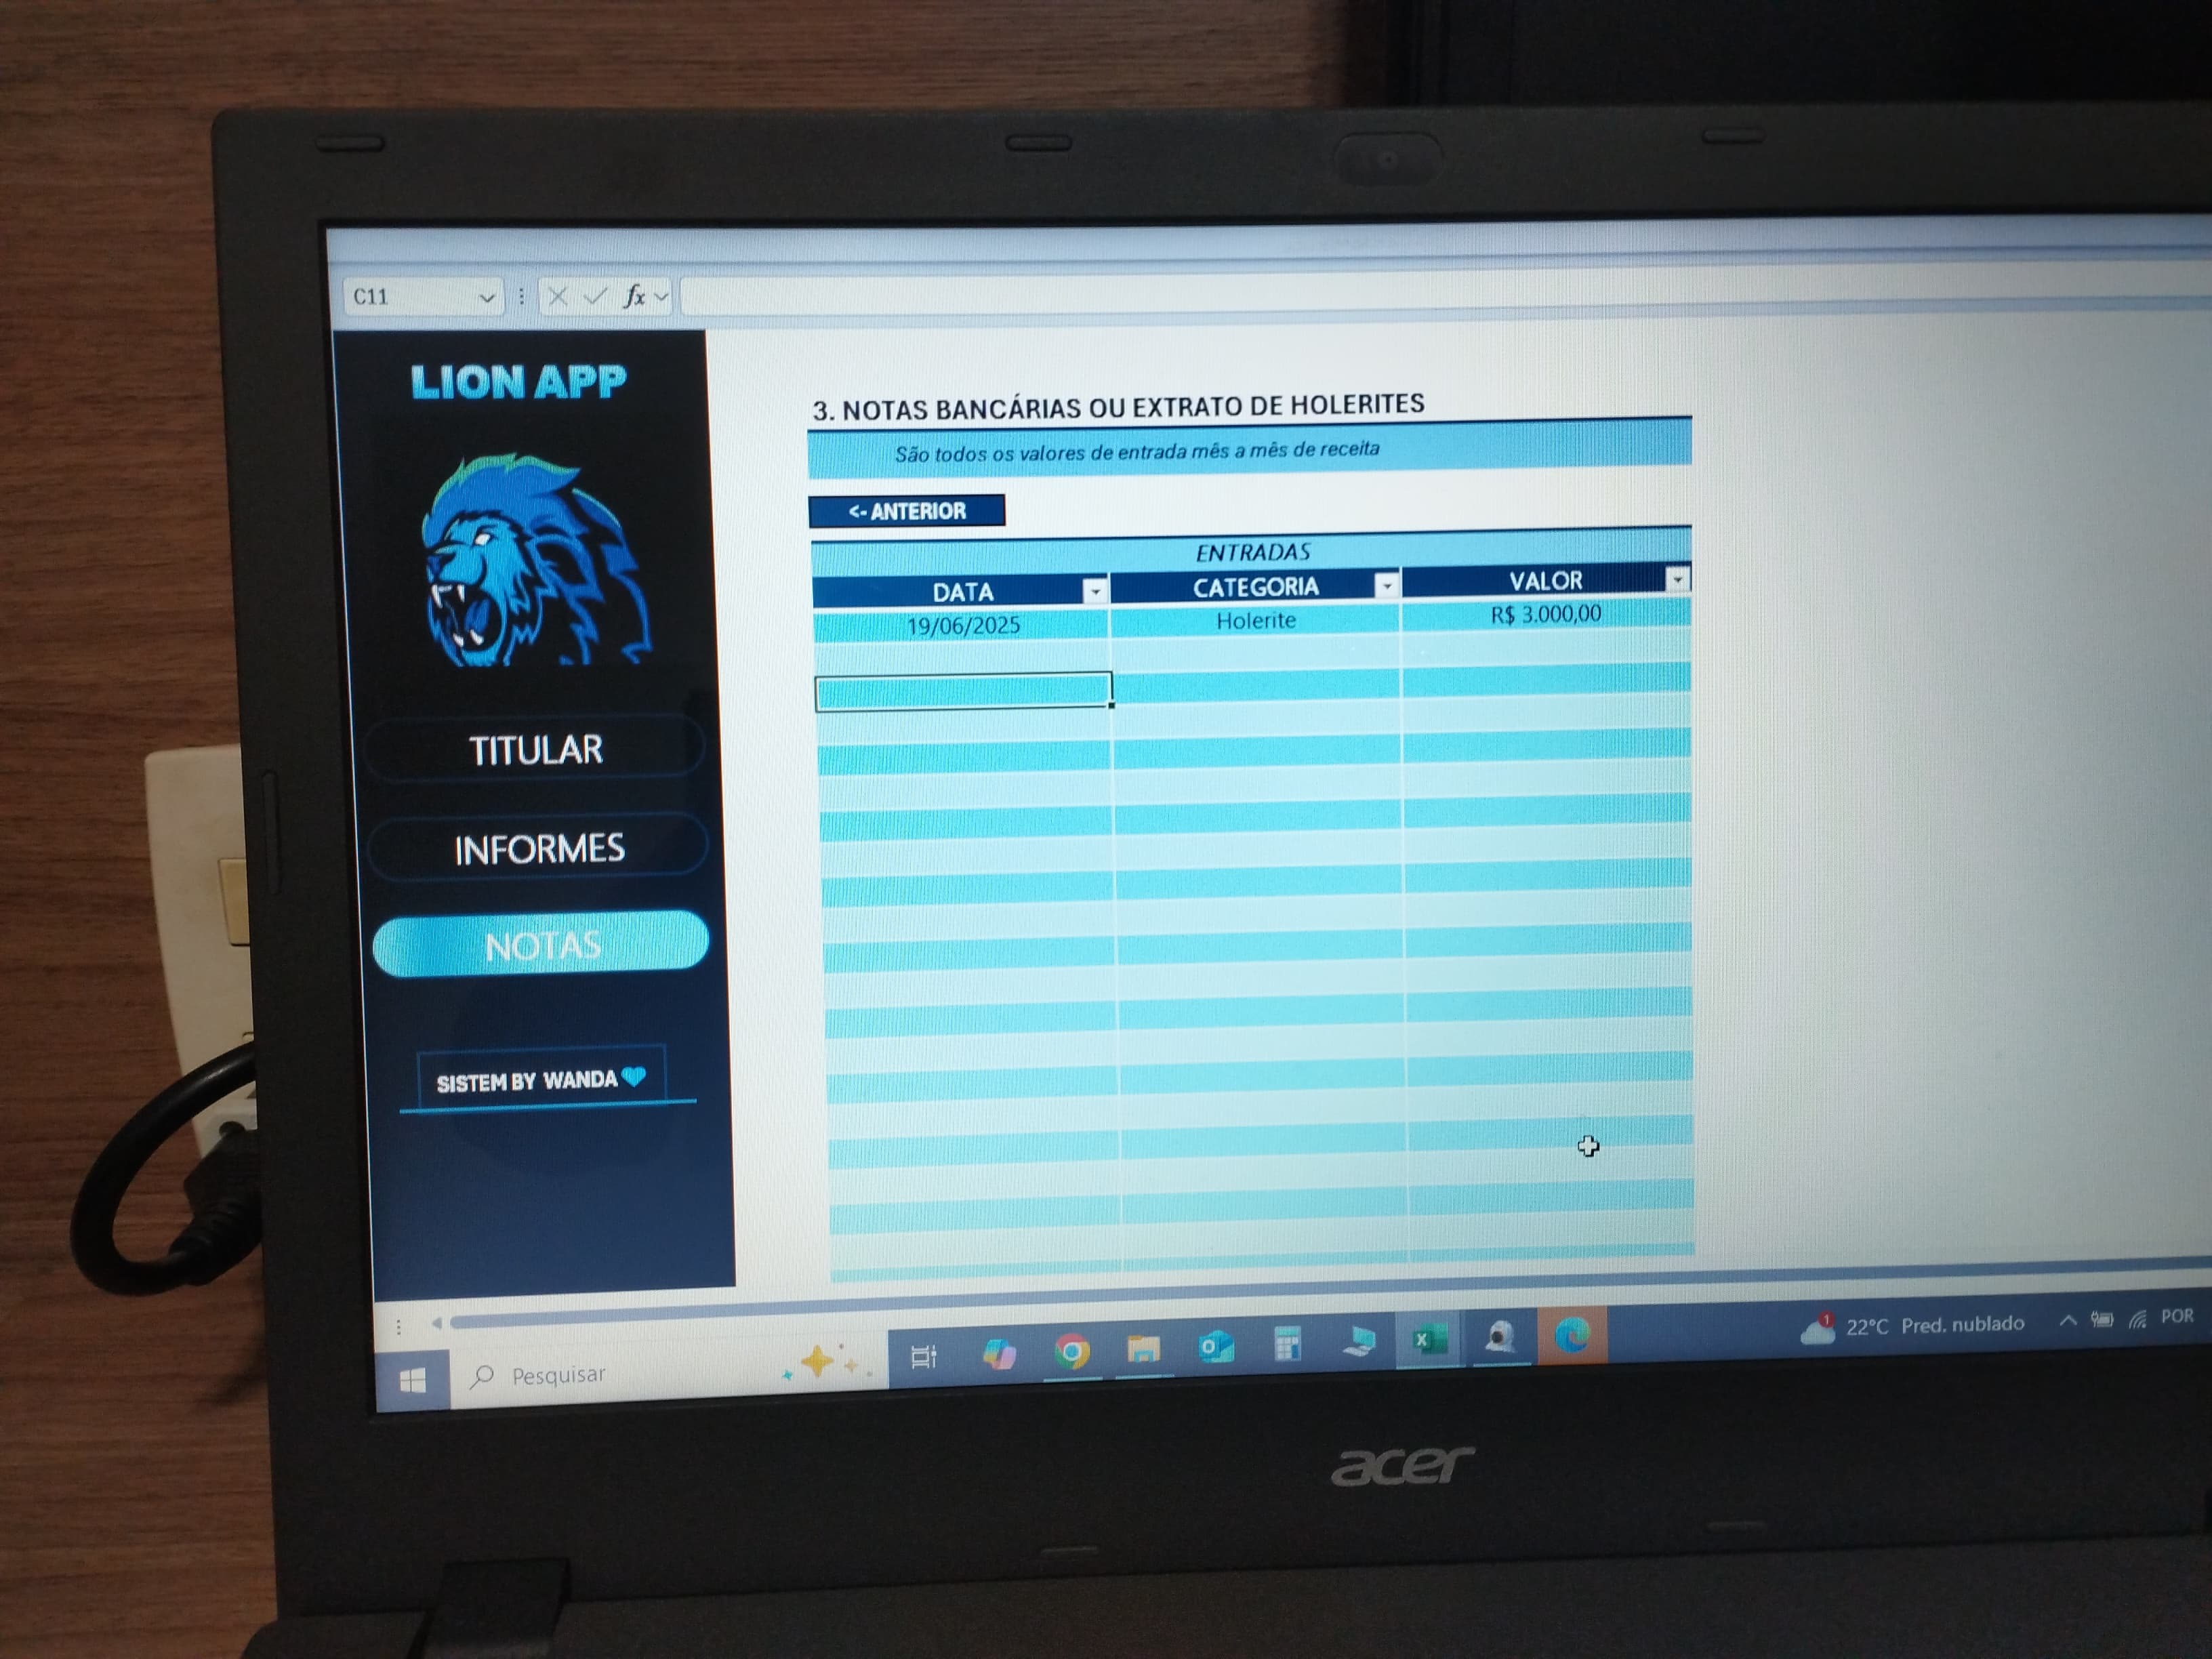 C11
fx
LION APP
TITULAR
INFORMES
NOTAS
SISTEM BY WANDA
3. NOTAS BANCÁRIAS OU EXTRATO DE HOLERITES
São todos os valores de entrada mês a mês de receita
<- ANTERIOR
ENTRADAS
DATA CATEGORIA VALOR
19/06/2025 Holerite R$ 3.000,00
Pesquisar
1
22°C Pred. nublado
POR
acer